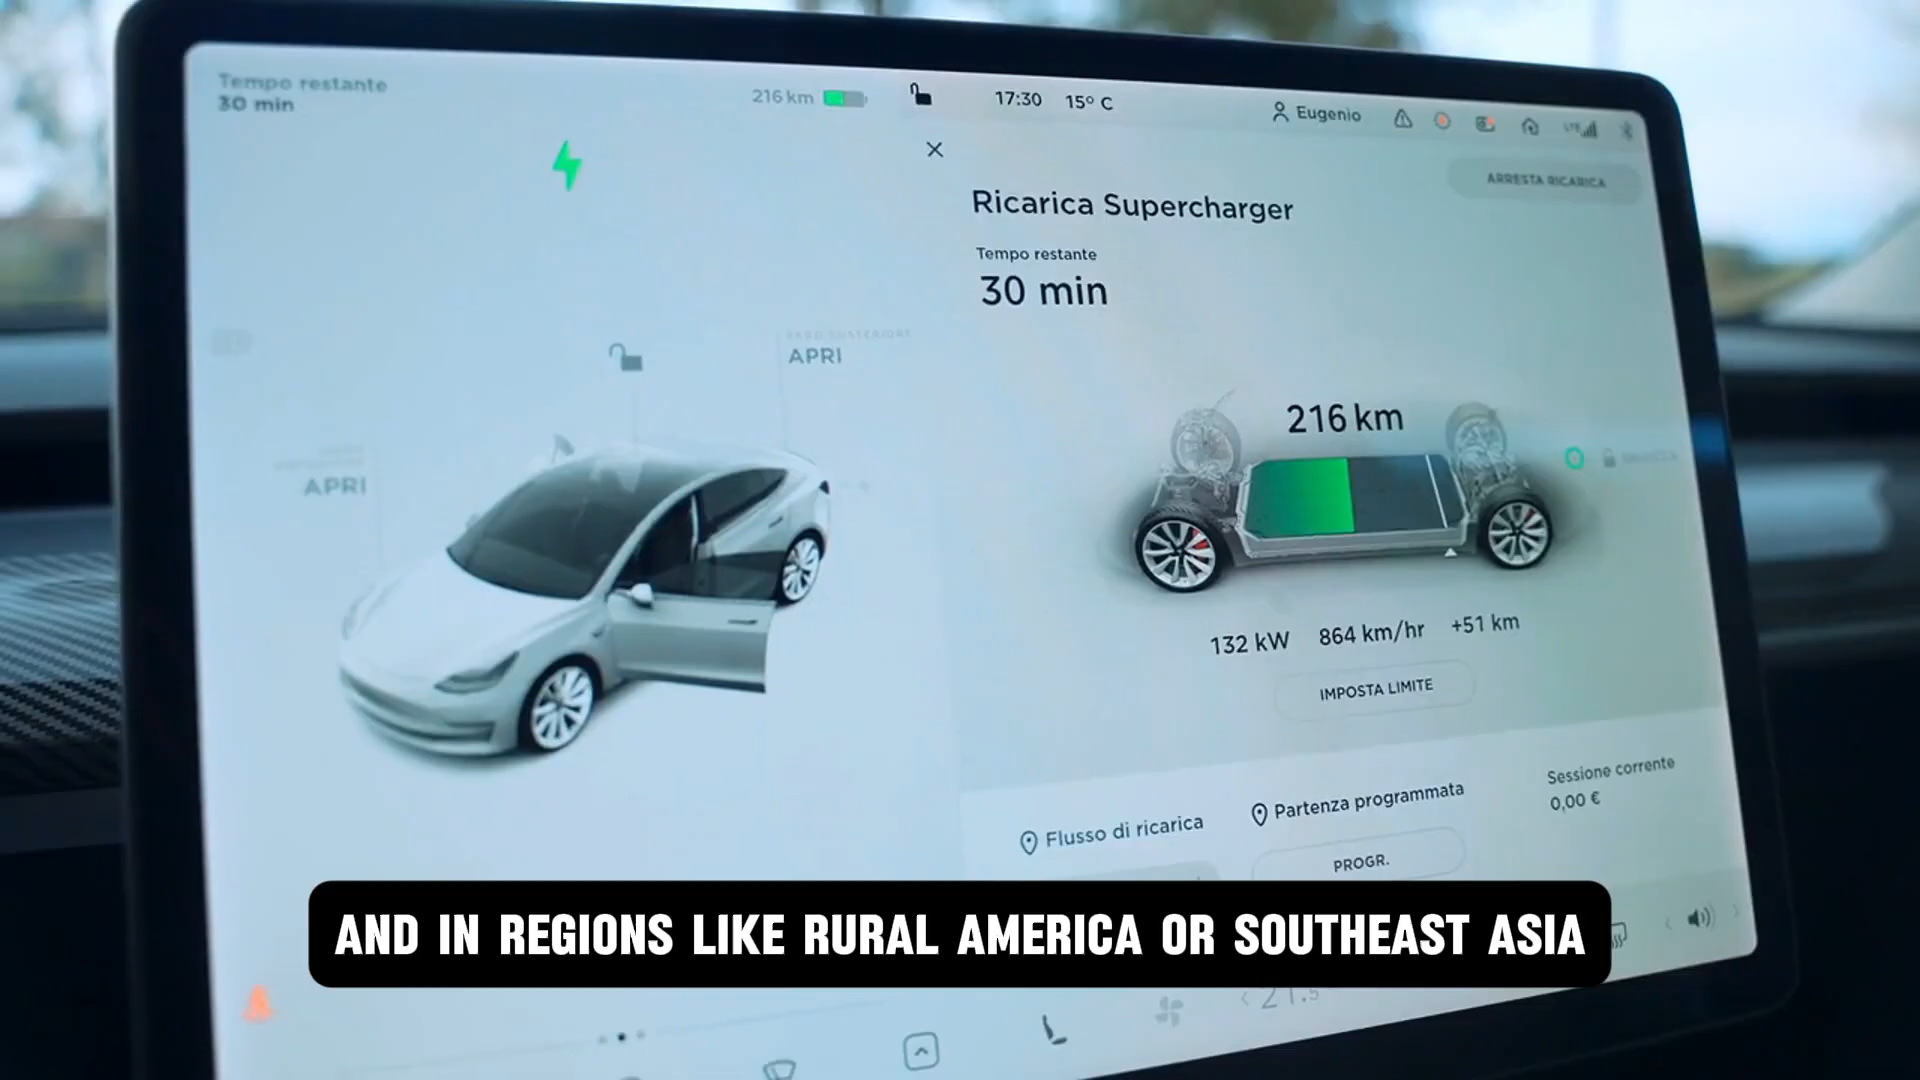 Tempo restante
30 min
216 km
17:30 15° C
Eugenio
LTE
ARRESTA RICARICA
Ricarica Supercharger
Tempo restante
30 min
APRI
APRI
216 km
132 kW 864 km/hr +51 km
IMPOSTA LIMITE
Flusso di ricarica
Partenza programmata
PROGR.
Sessione corrente
0,00 €
AND IN REGIONS LIKE RURAL AMERICA OR SOUTHEAST ASIA